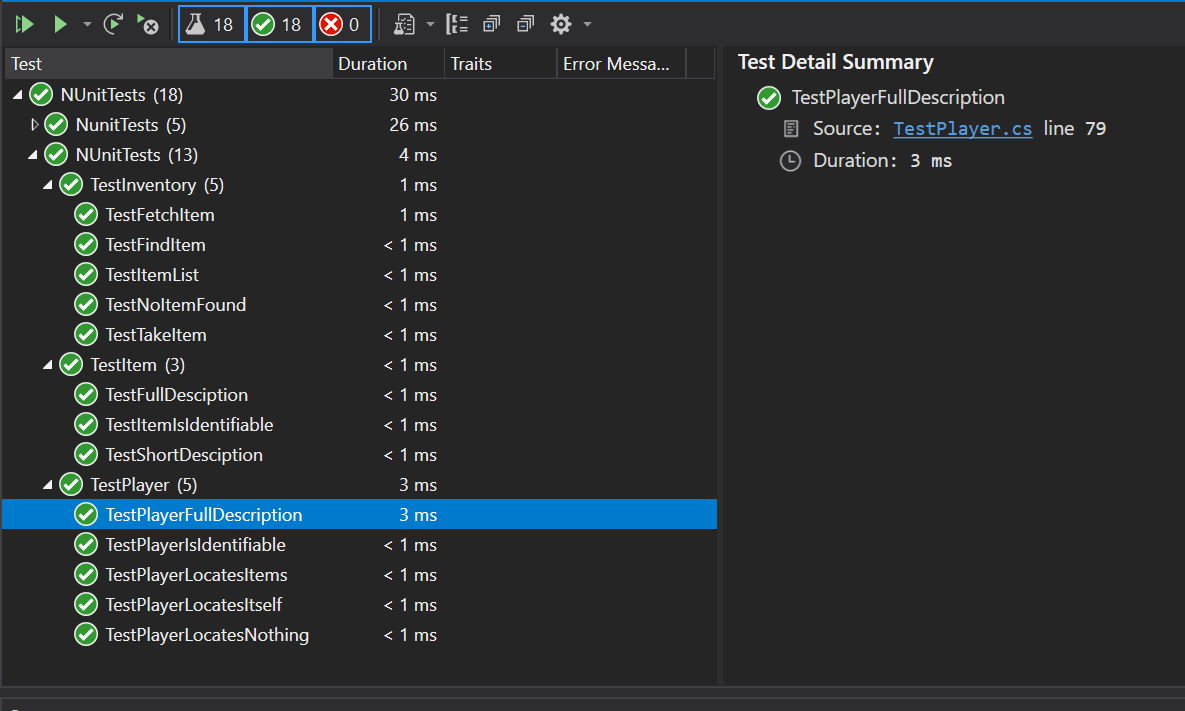 18 18 0
Test Duration Traits Error Messa...
NUnitTests (18) 30 ms
NunitTests (5) 26 ms
NUnitTests (13) 4 ms
TestInventory (5) 1 ms
TestFetchItem 1 ms
TestFindItem < 1 ms
TestItemList < 1 ms
TestNoItemFound < 1 ms
TestTakeItem < 1 ms
TestItem (3) < 1 ms
TestFullDesciption < 1 ms
TestItemIsIdentifiable < 1 ms
TestShortDesciption < 1 ms
TestPlayer (5) 3 ms
TestPlayerFullDescription 3 ms
TestPlayerIsIdentifiable < 1 ms
TestPlayerLocatesItems < 1 ms
TestPlayerLocatesItself < 1 ms
TestPlayerLocatesNothing < 1 ms
Test Detail Summary
TestPlayerFullDescription
Source: TestPlayer.cs line 79
Duration: 3 ms